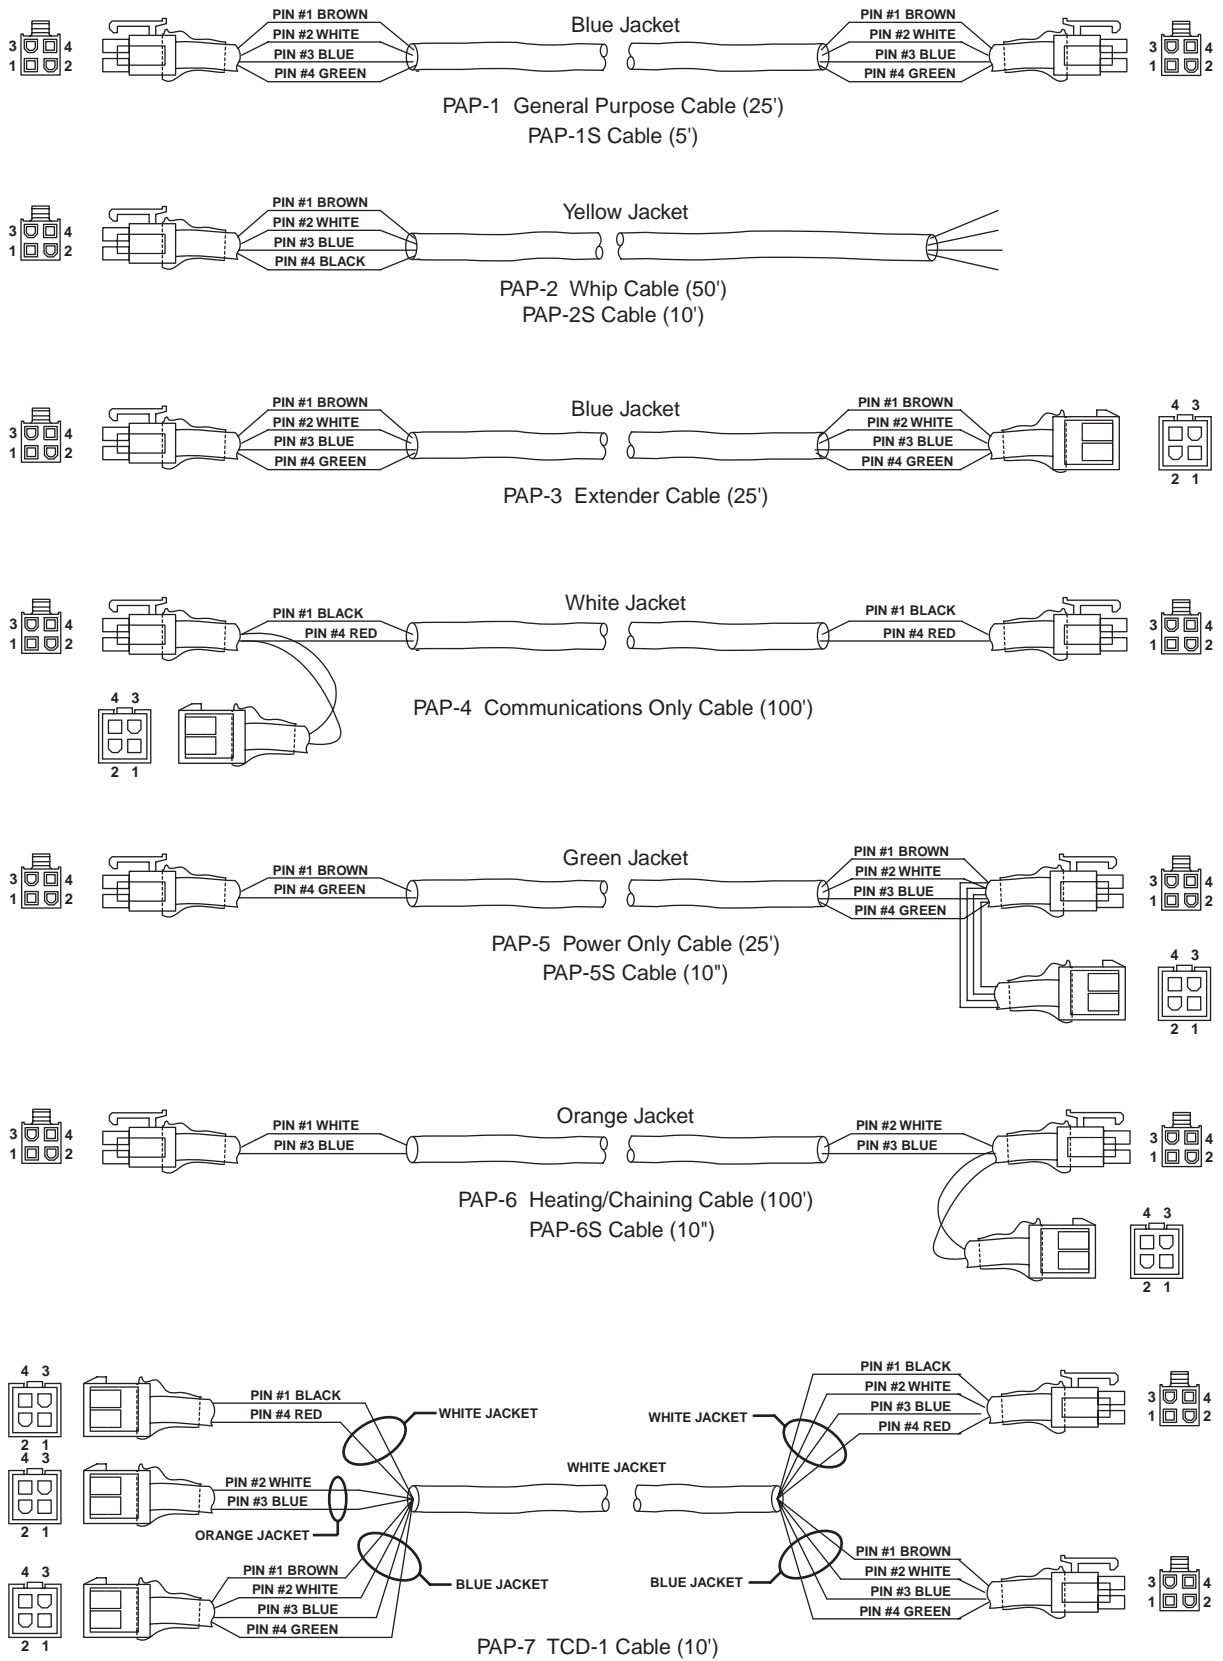 PIN #1 BROWN
PIN #2 WHITE
PIN #3 BLUE
PIN #4 GREEN
3 4
1 2
Blue Jacket
PIN #1 BROWN
PIN #2 WHITE
PIN #3 BLUE
PIN #4 GREEN
3 4
1 2
PAP-1 General Purpose Cable (25')
PAP-1S Cable (5')
3 4
1 2
PIN #1 BROWN
PIN #2 WHITE
PIN #3 BLUE
PIN #4 BLACK
Yellow Jacket
PAP-2 Whip Cable (50')
PAP-2S Cable (10')
3 4
1 2
PIN #1 BROWN
PIN #2 WHITE
PIN #3 BLUE
PIN #4 GREEN
Blue Jacket
PIN #1 BROWN
PIN #2 WHITE
PIN #3 BLUE
PIN #4 GREEN
4 3
2 1
PAP-3 Extender Cable (25')
3 4
1 2
PIN #1 BLACK
PIN #4 RED
White Jacket
PIN #1 BLACK
PIN #4 RED
3 4
1 2
4 3
2 1
PAP-4 Communications Only Cable (100')
3 4
1 2
PIN #1 BROWN
PIN #4 GREEN
Green Jacket
PIN #1 BROWN
PIN #2 WHITE
PIN #3 BLUE
PIN #4 GREEN
3 4
1 2
PAP-5 Power Only Cable (25')
PAP-5S Cable (10")
4 3
2 1
3 4
1 2
PIN #1 WHITE
PIN #3 BLUE
Orange Jacket
PIN #2 WHITE
PIN #3 BLUE
3 4
1 2
PAP-6 Heating/Chaining Cable (100')
PAP-6S Cable (10")
4 3
2 1
4 3
2 1
PIN #1 BLACK
PIN #4 RED
WHITE JACKET
4 3
2 1
PIN #2 WHITE
PIN #3 BLUE
ORANGE JACKET
4 3
2 1
PIN #1 BROWN
PIN #2 WHITE
PIN #3 BLUE
PIN #4 GREEN
BLUE JACKET
WHITE JACKET
WHITE JACKET
PIN #1 BLACK
PIN #2 WHITE
PIN #3 BLUE
PIN #4 RED
3 4
1 2
BLUE JACKET
PIN #1 BROWN
PIN #2 WHITE
PIN #3 BLUE
PIN #4 GREEN
3 4
1 2
PAP-7 TCD-1 Cable (10')